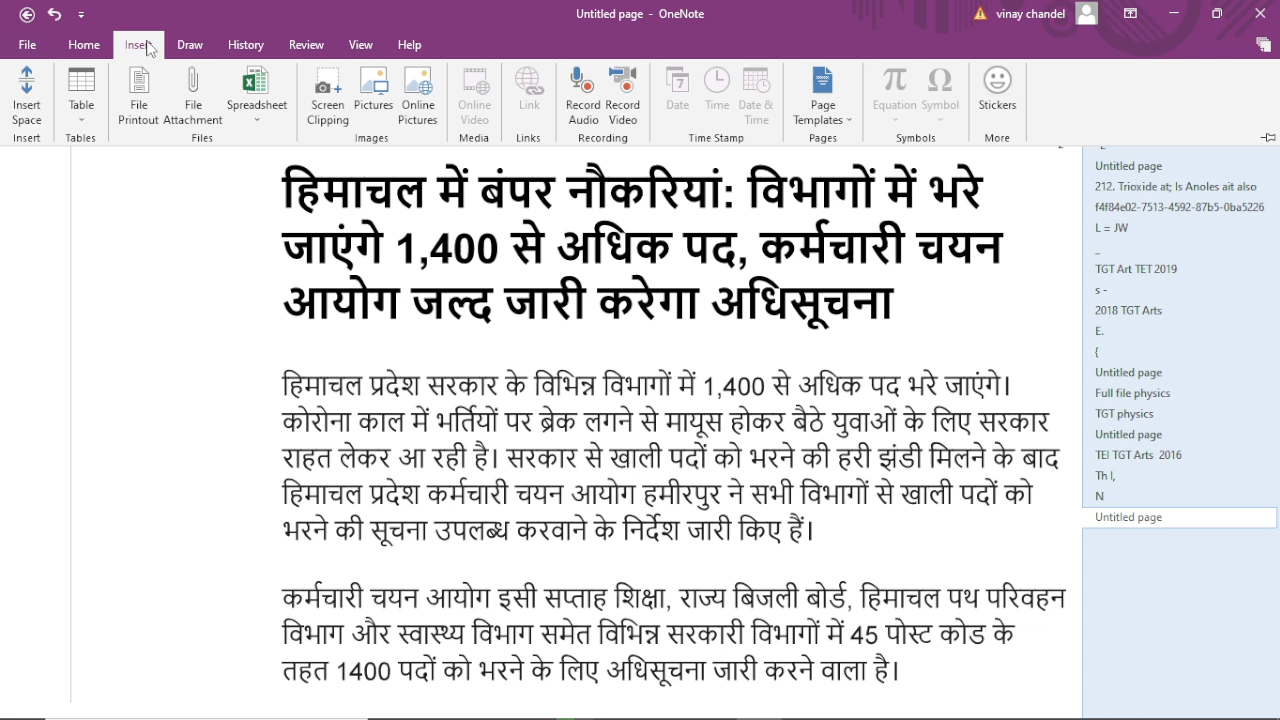 Untitled page - OneNote
vinay chandel
File Home Insert Draw History Review View Help
Insert Space
Table
File Printout
File Attachment
Spreadsheet
Screen Clipping
Pictures
Online Pictures
Online Video
Link
Record Audio
Record Video
Date
Time
Date & Time
Page Templates
Equation
Symbol
Stickers
Insert Tables Files Images Media Links Recording Time Stamp Pages Symbols More
हिमाचल में बंपर नौकरियां: विभागों में भरे
जाएंगे 1,400 से अधिक पद, कर्मचारी चयन
आयोग जल्द जारी करेगा अधिसूचना
हिमाचल प्रदेश सरकार के विभिन्न विभागों में 1,400 से अधिक पद भरे जाएंगे।
कोरोना काल में भर्तियों पर ब्रेक लगने से मायूस होकर बैठे युवाओं के लिए सरकार
राहत लेकर आ रही है। सरकार से खाली पदों को भरने की हरी झंडी मिलने के बाद
हिमाचल प्रदेश कर्मचारी चयन आयोग हमीरपुर ने सभी विभागों से खाली पदों को
भरने की सूचना उपलब्ध करवाने के निर्देश जारी किए हैं।
कर्मचारी चयन आयोग इसी सप्ताह शिक्षा, राज्य बिजली बोर्ड, हिमाचल पथ परिवहन
विभाग और स्वास्थ्य विभाग समेत विभिन्न सरकारी विभागों में 45 पोस्ट कोड के
तहत 1400 पदों को भरने के लिए अधिसूचना जारी करने वाला है।
Untitled page
212. Trioxide at; Is Anoles ait also
f4f84e02-7513-4592-87b5-0ba5226
L = JW
_
TGT Art TET 2019
s -
2018 TGT Arts
E.
{
Untitled page
Full file physics
TGT physics
Untitled page
TEI TGT Arts 2016
Th l,
N
Untitled page